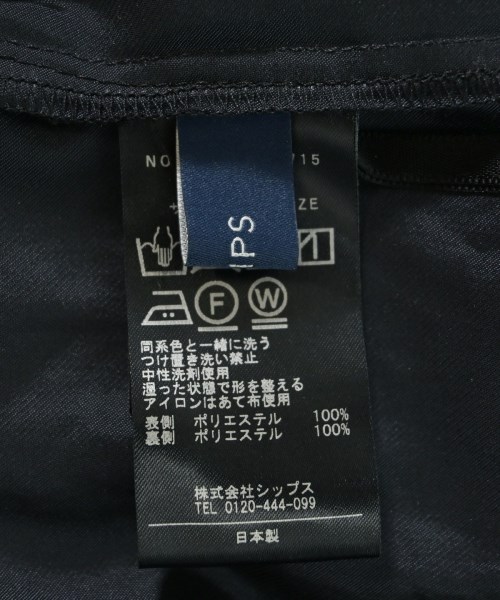 NO
/15
IPS
ZE
F W
同系色と一緒に洗う
つけ置き洗い禁止
中性洗剤使用
湿った状態で形を整える
アイロンはあて布使用
表側 ポリエステル 100%
裏側 ポリエステル 100%
株式会社シップス
TEL 0120-444-099
日本製